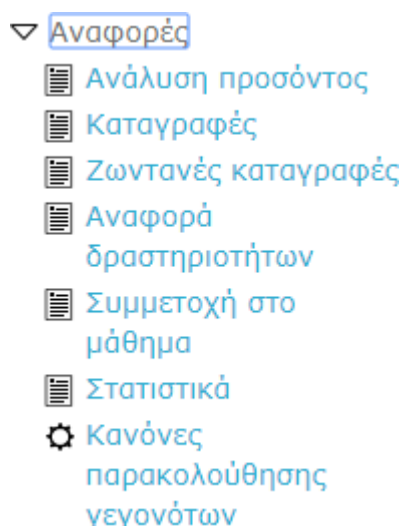 Αναφορές
Ανάλυση προσόντος
Καταγραφές
Ζωντανές καταγραφές
Αναφορά
δραστηριοτήτων
Συμμετοχή στο
μάθημα
Στατιστικά
Κανόνες
παρακολούθησης
γεγονότων